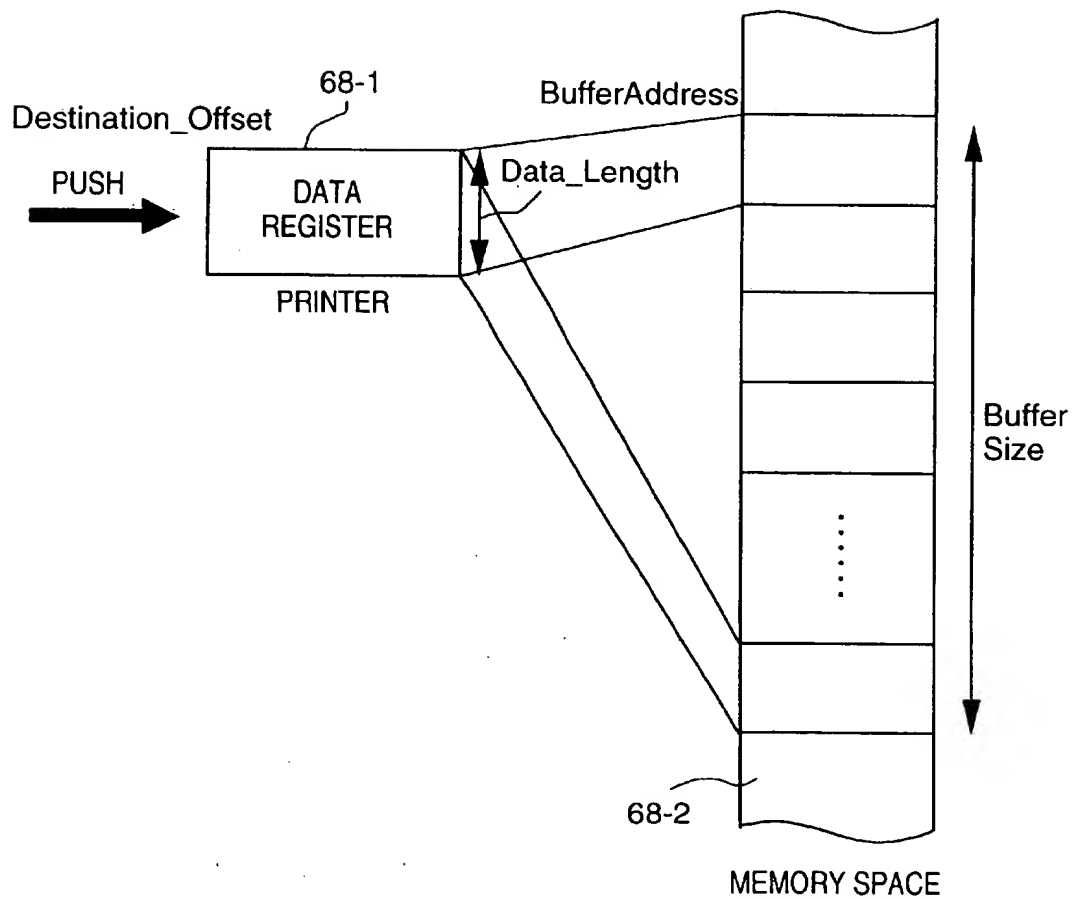 68-1
BufferAddress
Destination_Offset
PUSH
DATA
REGISTER
Data_Length
PRINTER
Buffer
Size
68-2
MEMORY SPACE